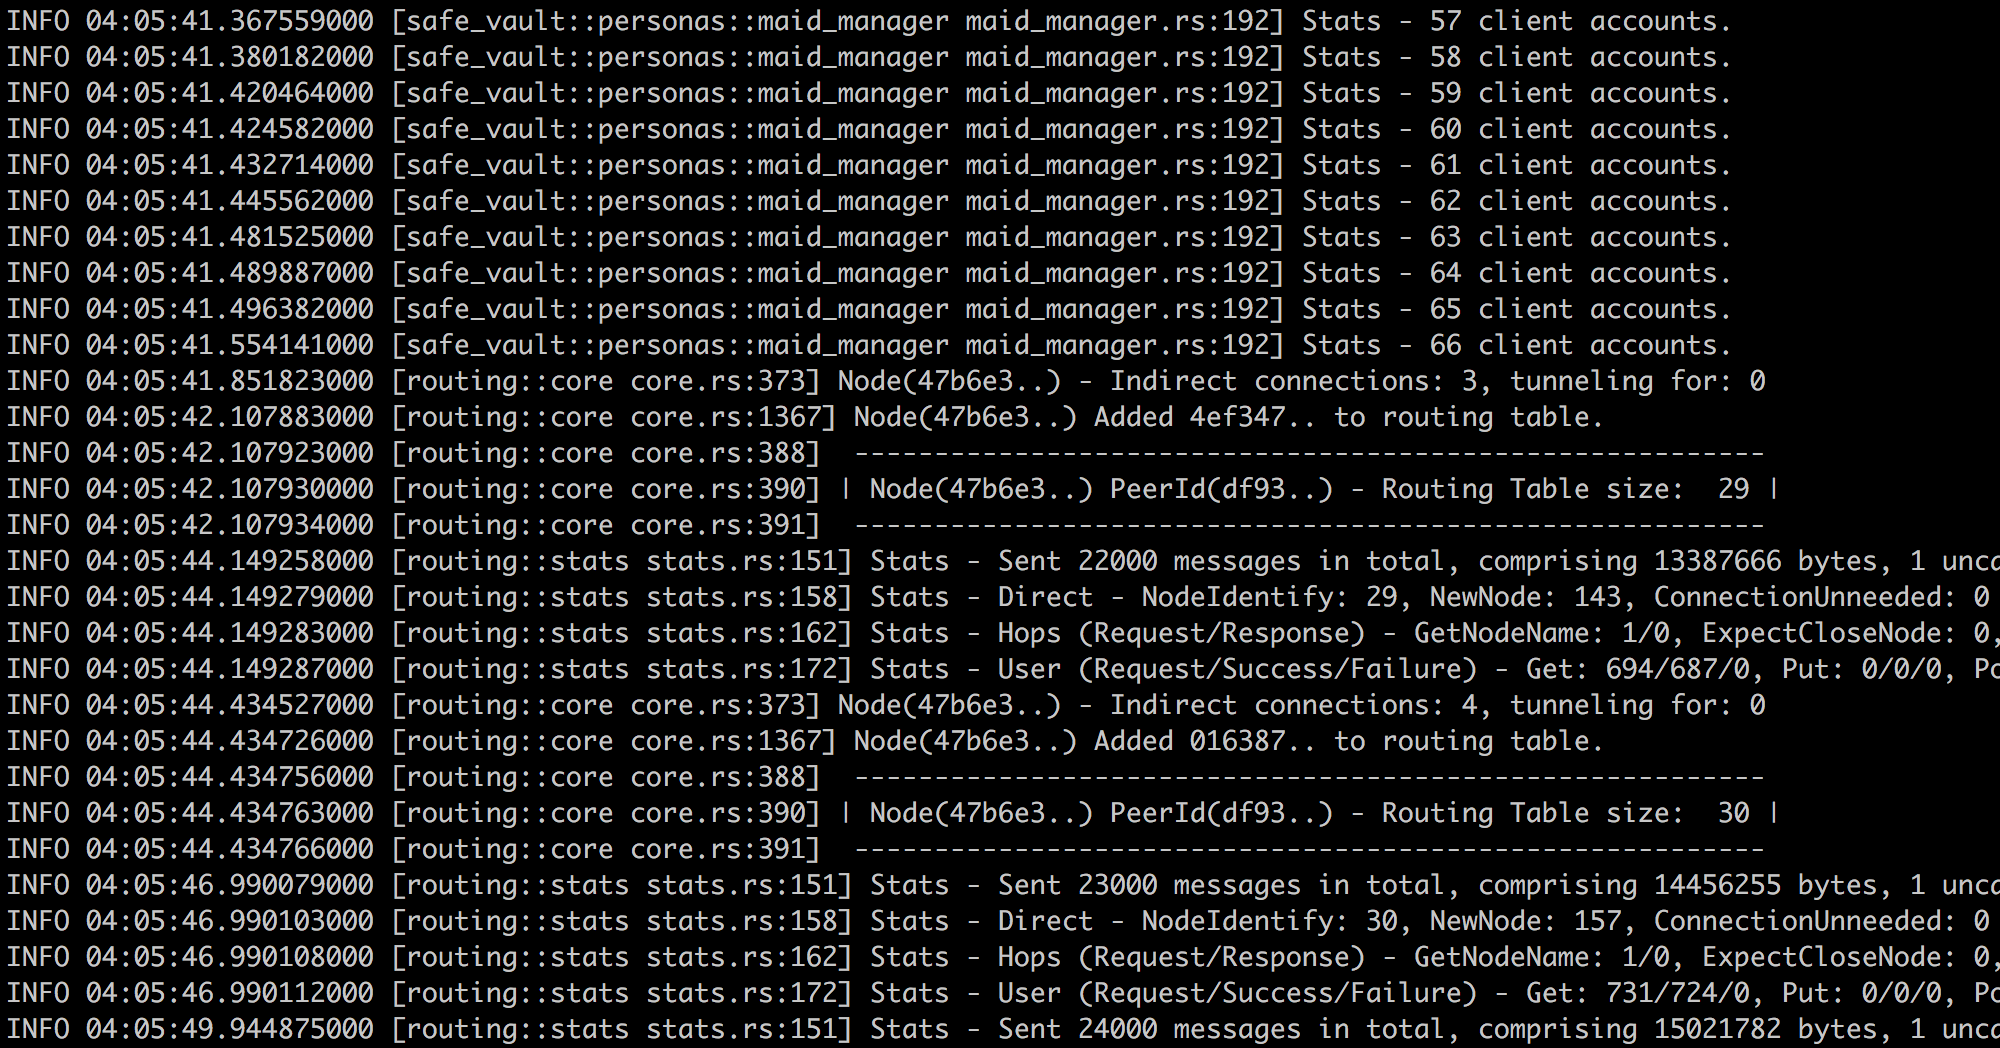 INFO 04:05:41.367559000 [safe_vault::personas::maid_manager maid_manager.rs:192] Stats - 57 client accounts.
INFO 04:05:41.380182000 [safe_vault::personas::maid_manager maid_manager.rs:192] Stats - 58 client accounts.
INFO 04:05:41.420464000 [safe_vault::personas::maid_manager maid_manager.rs:192] Stats - 59 client accounts.
INFO 04:05:41.424582000 [safe_vault::personas::maid_manager maid_manager.rs:192] Stats - 60 client accounts.
INFO 04:05:41.432714000 [safe_vault::personas::maid_manager maid_manager.rs:192] Stats - 61 client accounts.
INFO 04:05:41.445562000 [safe_vault::personas::maid_manager maid_manager.rs:192] Stats - 62 client accounts.
INFO 04:05:41.481525000 [safe_vault::personas::maid_manager maid_manager.rs:192] Stats - 63 client accounts.
INFO 04:05:41.489887000 [safe_vault::personas::maid_manager maid_manager.rs:192] Stats - 64 client accounts.
INFO 04:05:41.496382000 [safe_vault::personas::maid_manager maid_manager.rs:192] Stats - 65 client accounts.
INFO 04:05:41.554141000 [safe_vault::personas::maid_manager maid_manager.rs:192] Stats - 66 client accounts.
INFO 04:05:41.851823000 [routing::core core.rs:373] Node(47b6e3..) - Indirect connections: 3, tunneling for: 0
INFO 04:05:42.107883000 [routing::core core.rs:1367] Node(47b6e3..) Added 4ef347.. to routing table.
INFO 04:05:42.107923000 [routing::core core.rs:388]  ---------------------------------------------------------
INFO 04:05:42.107930000 [routing::core core.rs:390] | Node(47b6e3..) PeerId(df93..) - Routing Table size:  29 |
INFO 04:05:42.107934000 [routing::core core.rs:391]  ---------------------------------------------------------
INFO 04:05:44.149258000 [routing::stats stats.rs:151] Stats - Sent 22000 messages in total, comprising 13387666 bytes, 1 unca
INFO 04:05:44.149279000 [routing::stats stats.rs:158] Stats - Direct - NodeIdentify: 29, NewNode: 143, ConnectionUnneeded: 0
INFO 04:05:44.149283000 [routing::stats stats.rs:162] Stats - Hops (Request/Response) - GetNodeName: 1/0, ExpectCloseNode: 0,
INFO 04:05:44.149287000 [routing::stats stats.rs:172] Stats - User (Request/Success/Failure) - Get: 694/687/0, Put: 0/0/0, Po
INFO 04:05:44.434527000 [routing::core core.rs:373] Node(47b6e3..) - Indirect connections: 4, tunneling for: 0
INFO 04:05:44.434726000 [routing::core core.rs:1367] Node(47b6e3..) Added 016387.. to routing table.
INFO 04:05:44.434756000 [routing::core core.rs:388]  ---------------------------------------------------------
INFO 04:05:44.434763000 [routing::core core.rs:390] | Node(47b6e3..) PeerId(df93..) - Routing Table size:  30 |
INFO 04:05:44.434766000 [routing::core core.rs:391]  ---------------------------------------------------------
INFO 04:05:46.990079000 [routing::stats stats.rs:151] Stats - Sent 23000 messages in total, comprising 14456255 bytes, 1 unca
INFO 04:05:46.990103000 [routing::stats stats.rs:158] Stats - Direct - NodeIdentify: 30, NewNode: 157, ConnectionUnneeded: 0
INFO 04:05:46.990108000 [routing::stats stats.rs:162] Stats - Hops (Request/Response) - GetNodeName: 1/0, ExpectCloseNode: 0,
INFO 04:05:46.990112000 [routing::stats stats.rs:172] Stats - User (Request/Success/Failure) - Get: 731/724/0, Put: 0/0/0, Po
INFO 04:05:49.944875000 [routing::stats stats.rs:151] Stats - Sent 24000 messages in total, comprising 15021782 bytes, 1 unca